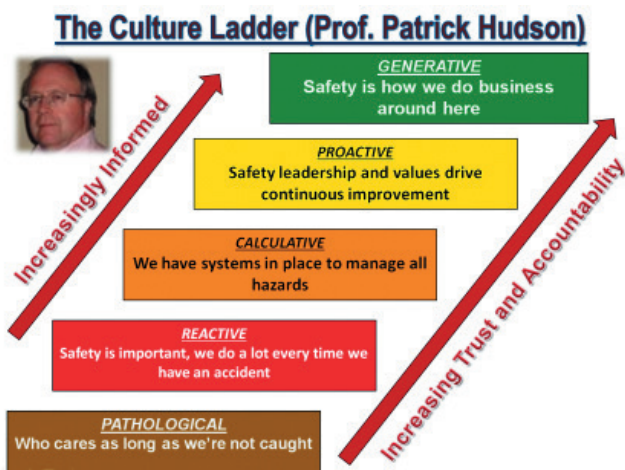 The Culture Ladder (Prof. Patrick Hudson)
GENERATIVE
Safety is how we do business
around here
Increasingly Informed
PROACTIVE
Safety leadership and values drive
continuous improvement
CALCULATIVE
We have systems in place to manage all
hazards
Increasing Trust and Accountability
REACTIVE
Safety is important, we do a lot every time we
have an accident
PATHOLOGICAL
Who cares as long as we're not caught